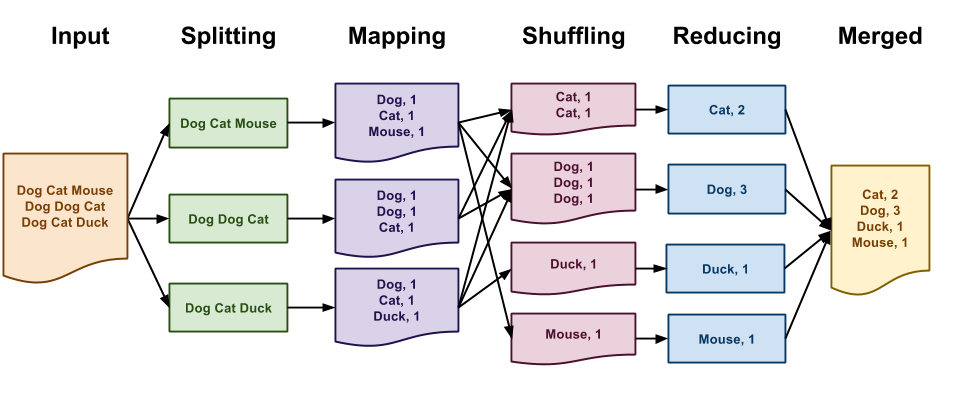 Input
Splitting
Mapping
Shuffling
Reducing
Merged
Dog Cat Mouse
Dog Dog Cat
Dog Cat Duck
Dog Cat Mouse
Dog Dog Cat
Dog Cat Duck
Dog, 1
Cat, 1
Mouse, 1
Dog, 1
Dog, 1
Cat, 1
Dog, 1
Cat, 1
Duck, 1
Cat, 1
Cat, 1
Dog, 1
Dog, 1
Dog, 1
Duck, 1
Mouse, 1
Cat, 2
Dog, 3
Duck, 1
Mouse, 1
Cat, 2
Dog, 3
Duck, 1
Mouse, 1